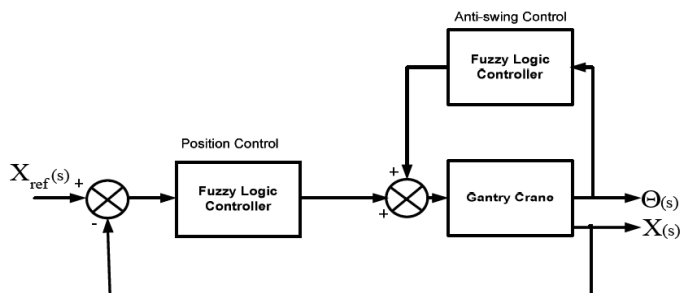 Anti-swing Control
Fuzzy Logic
Controller
Position Control
X_ref(s)
+
-
Fuzzy Logic
Controller
+
+
Gantry Crane
Θ(s)
X(s)